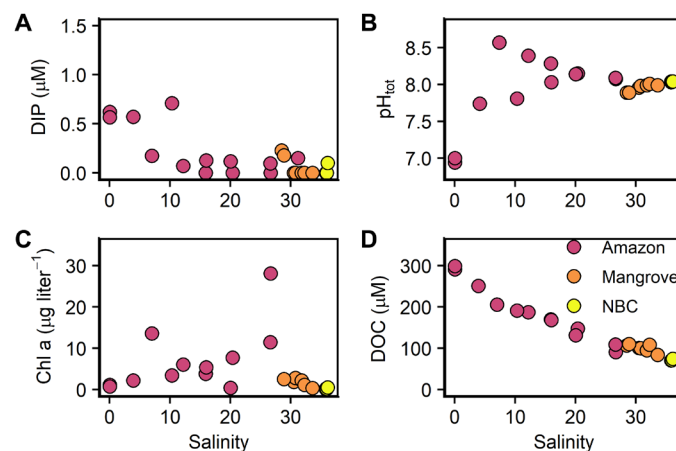 A
1.5
1.0
0.5
0.0
DIP (μM)
0
10
20
30
B
8.5
8.0
7.5
7.0
pHtot
0
10
20
30
C
30
20
10
0
Chl a (μg liter⁻¹)
0
10
20
30
Salinity
D
300
200
100
0
DOC (μM)
0
10
20
30
Salinity
Amazon
Mangrove
NBC